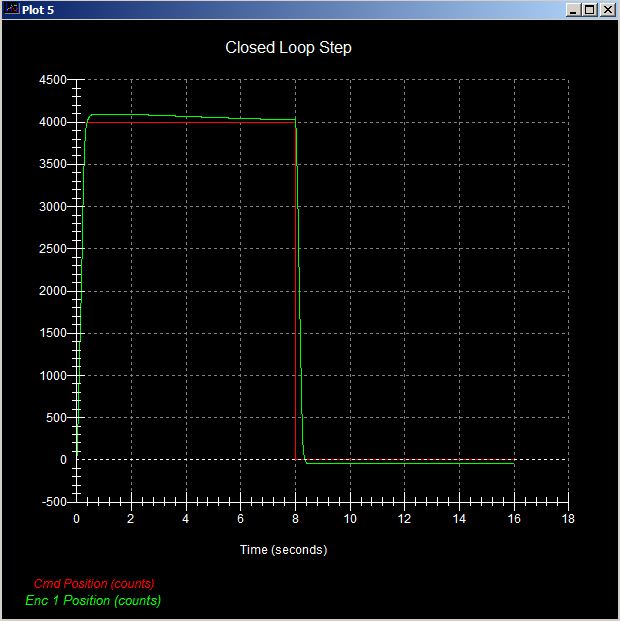 Plot 5
Closed Loop Step
4500
4000
3500
3000
2500
2000
1500
1000
500
0
-500
0 2 4 6 8 10 12 14 16 18
Time (seconds)
Cmd Position (counts)
Enc 1 Position (counts)